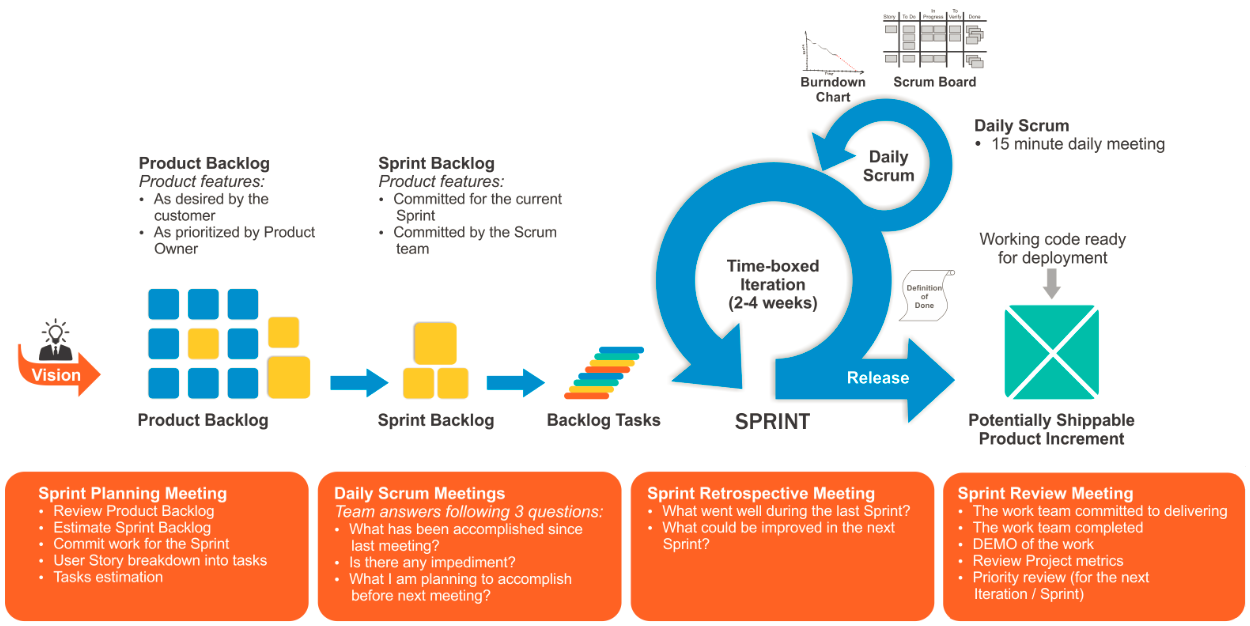 Story To Do In Progress To Verify Done
Burndown
Chart
Scrum Board
Daily Scrum
• 15 minute daily meeting
Daily
Scrum
Product Backlog
Product features:
• As desired by the
customer
• As prioritized by Product
Owner
Sprint Backlog
Product features:
• Committed for the current
Sprint
• Committed by the Scrum
team
Time-boxed
Iteration
(2-4 weeks)
Definition
of
Done
Working code ready
for deployment
Vision
Release
Product Backlog
Sprint Backlog
Backlog Tasks
SPRINT
Potentially Shippable
Product Increment
Sprint Planning Meeting
• Review Product Backlog
• Estimate Sprint Backlog
• Commit work for the Sprint
• User Story breakdown into tasks
• Tasks estimation
Daily Scrum Meetings
Team answers following 3 questions:
• What has been accomplished since
last meeting?
• Is there any impediment?
• What I am planning to accomplish
before next meeting?
Sprint Retrospective Meeting
• What went well during the last Sprint?
• What could be improved in the next
Sprint?
Sprint Review Meeting
• The work team committed to delivering
• The work team completed
• DEMO of the work
• Review Project metrics
• Priority review (for the next
Iteration / Sprint)